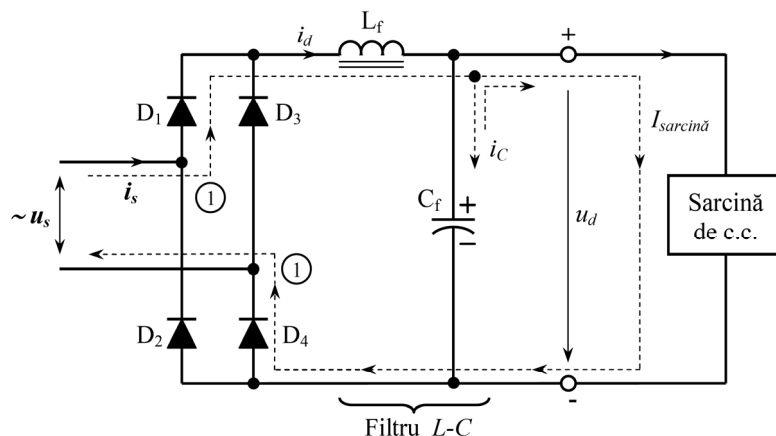 i_d
L_f
+
D_1
D_3
I_sarcină
i_s
i_C
1
~ u_s
C_f
+
u_d
Sarcină
de c.c.
−
1
D_2
D_4
-
Filtru L-C